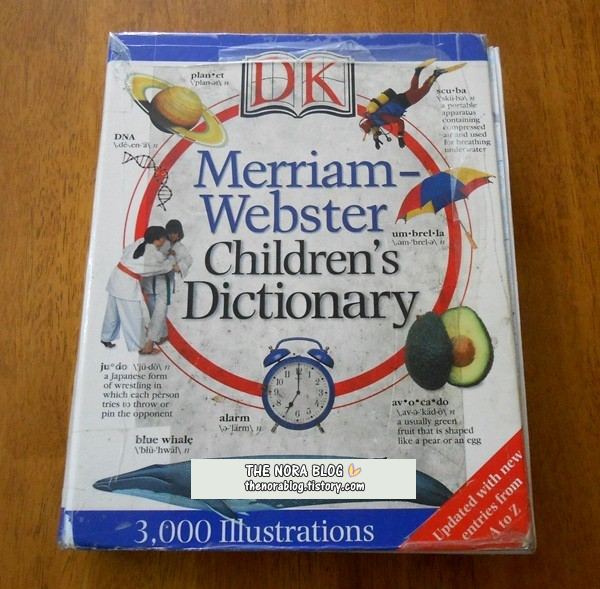 DK
plan•et
\'plan-ət\ n
scu•ba
\'skü-bə\ n
a portable
apparatus
containing
compressed
air and used
for breathing
underwater
DNA
\,dē-,en-'ā\ n
Merriam–
Webster
Children's
Dictionary
um•brel•la
\,əm-'brel-ə\ n
ju•do \'jü-dō\ n
a Japanese form
of wrestling in
which each person
tries to throw or
pin the opponent
alarm
\ə-'lärm\ n
av•o•ca•do
\,av-ə-'käd-ō\ n
a usually green
fruit that is shaped
like a pear or an egg
blue whale
\'blü-'hwāl\ n
THE NORA BLOG
thenorablog.tistory.com
Updated with new
entries from
A to Z
3,000 Illustrations